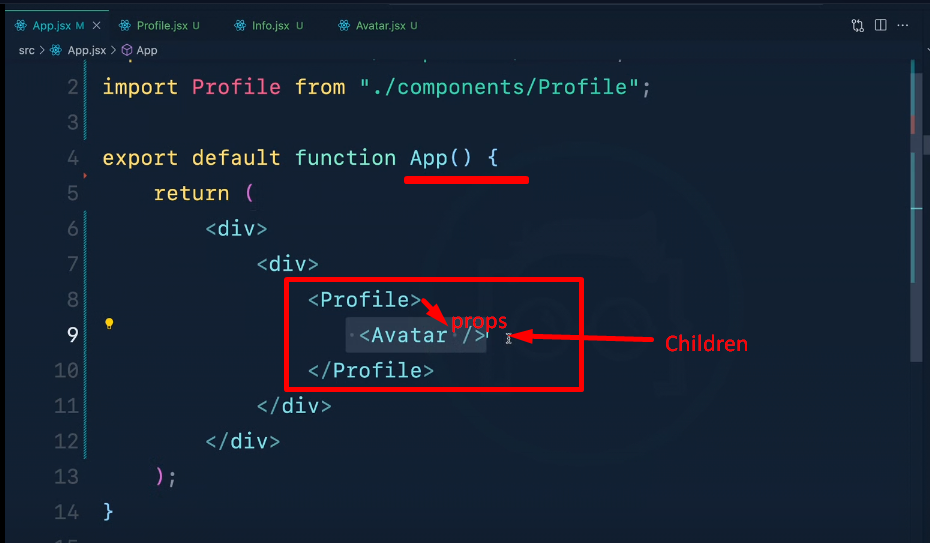 App.jsx M × Profile.jsx U Info.jsx U Avatar.jsx U
src > App.jsx > App
2 import Profile from "./components/Profile";
3
4 export default function App() {
5 return (
6 <div>
7 <div>
8 <Profile>
props
9 <Avatar />
Children
10 </Profile>
11 </div>
12 </div>
13 );
14 }